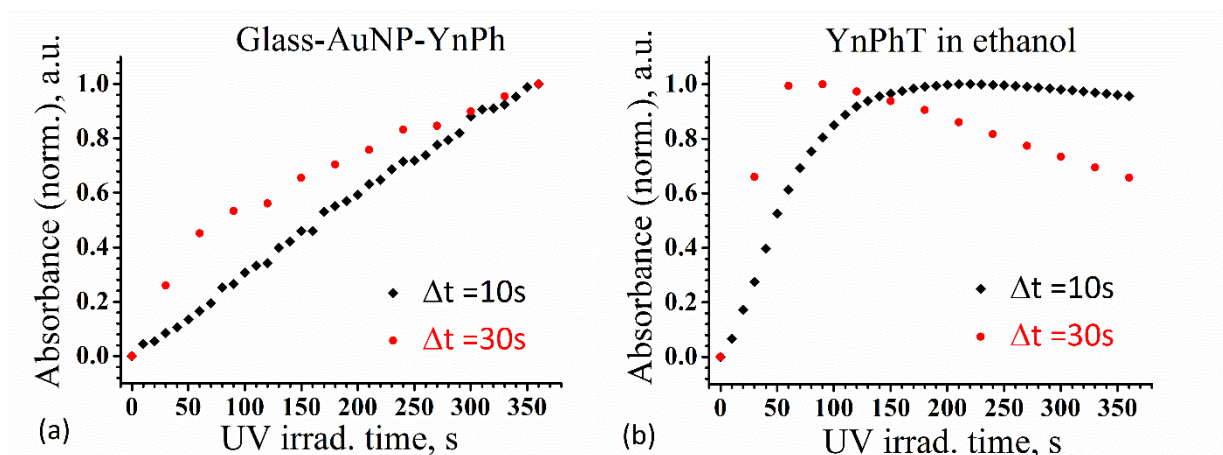 Glass-AuNP-YnPh
Absorbance (norm.), a.u.
1.0
0.8
0.6
0.4
0.2
0.0
Δt =10s
Δt =30s
0 50 100 150 200 250 300 350
UV irrad. time, s
(a)
YnPhT in ethanol
Absorbance (norm.), a.u.
1.0
0.8
0.6
0.4
0.2
0.0
Δt =10s
Δt =30s
0 50 100 150 200 250 300 350
UV irrad. time, s
(b)